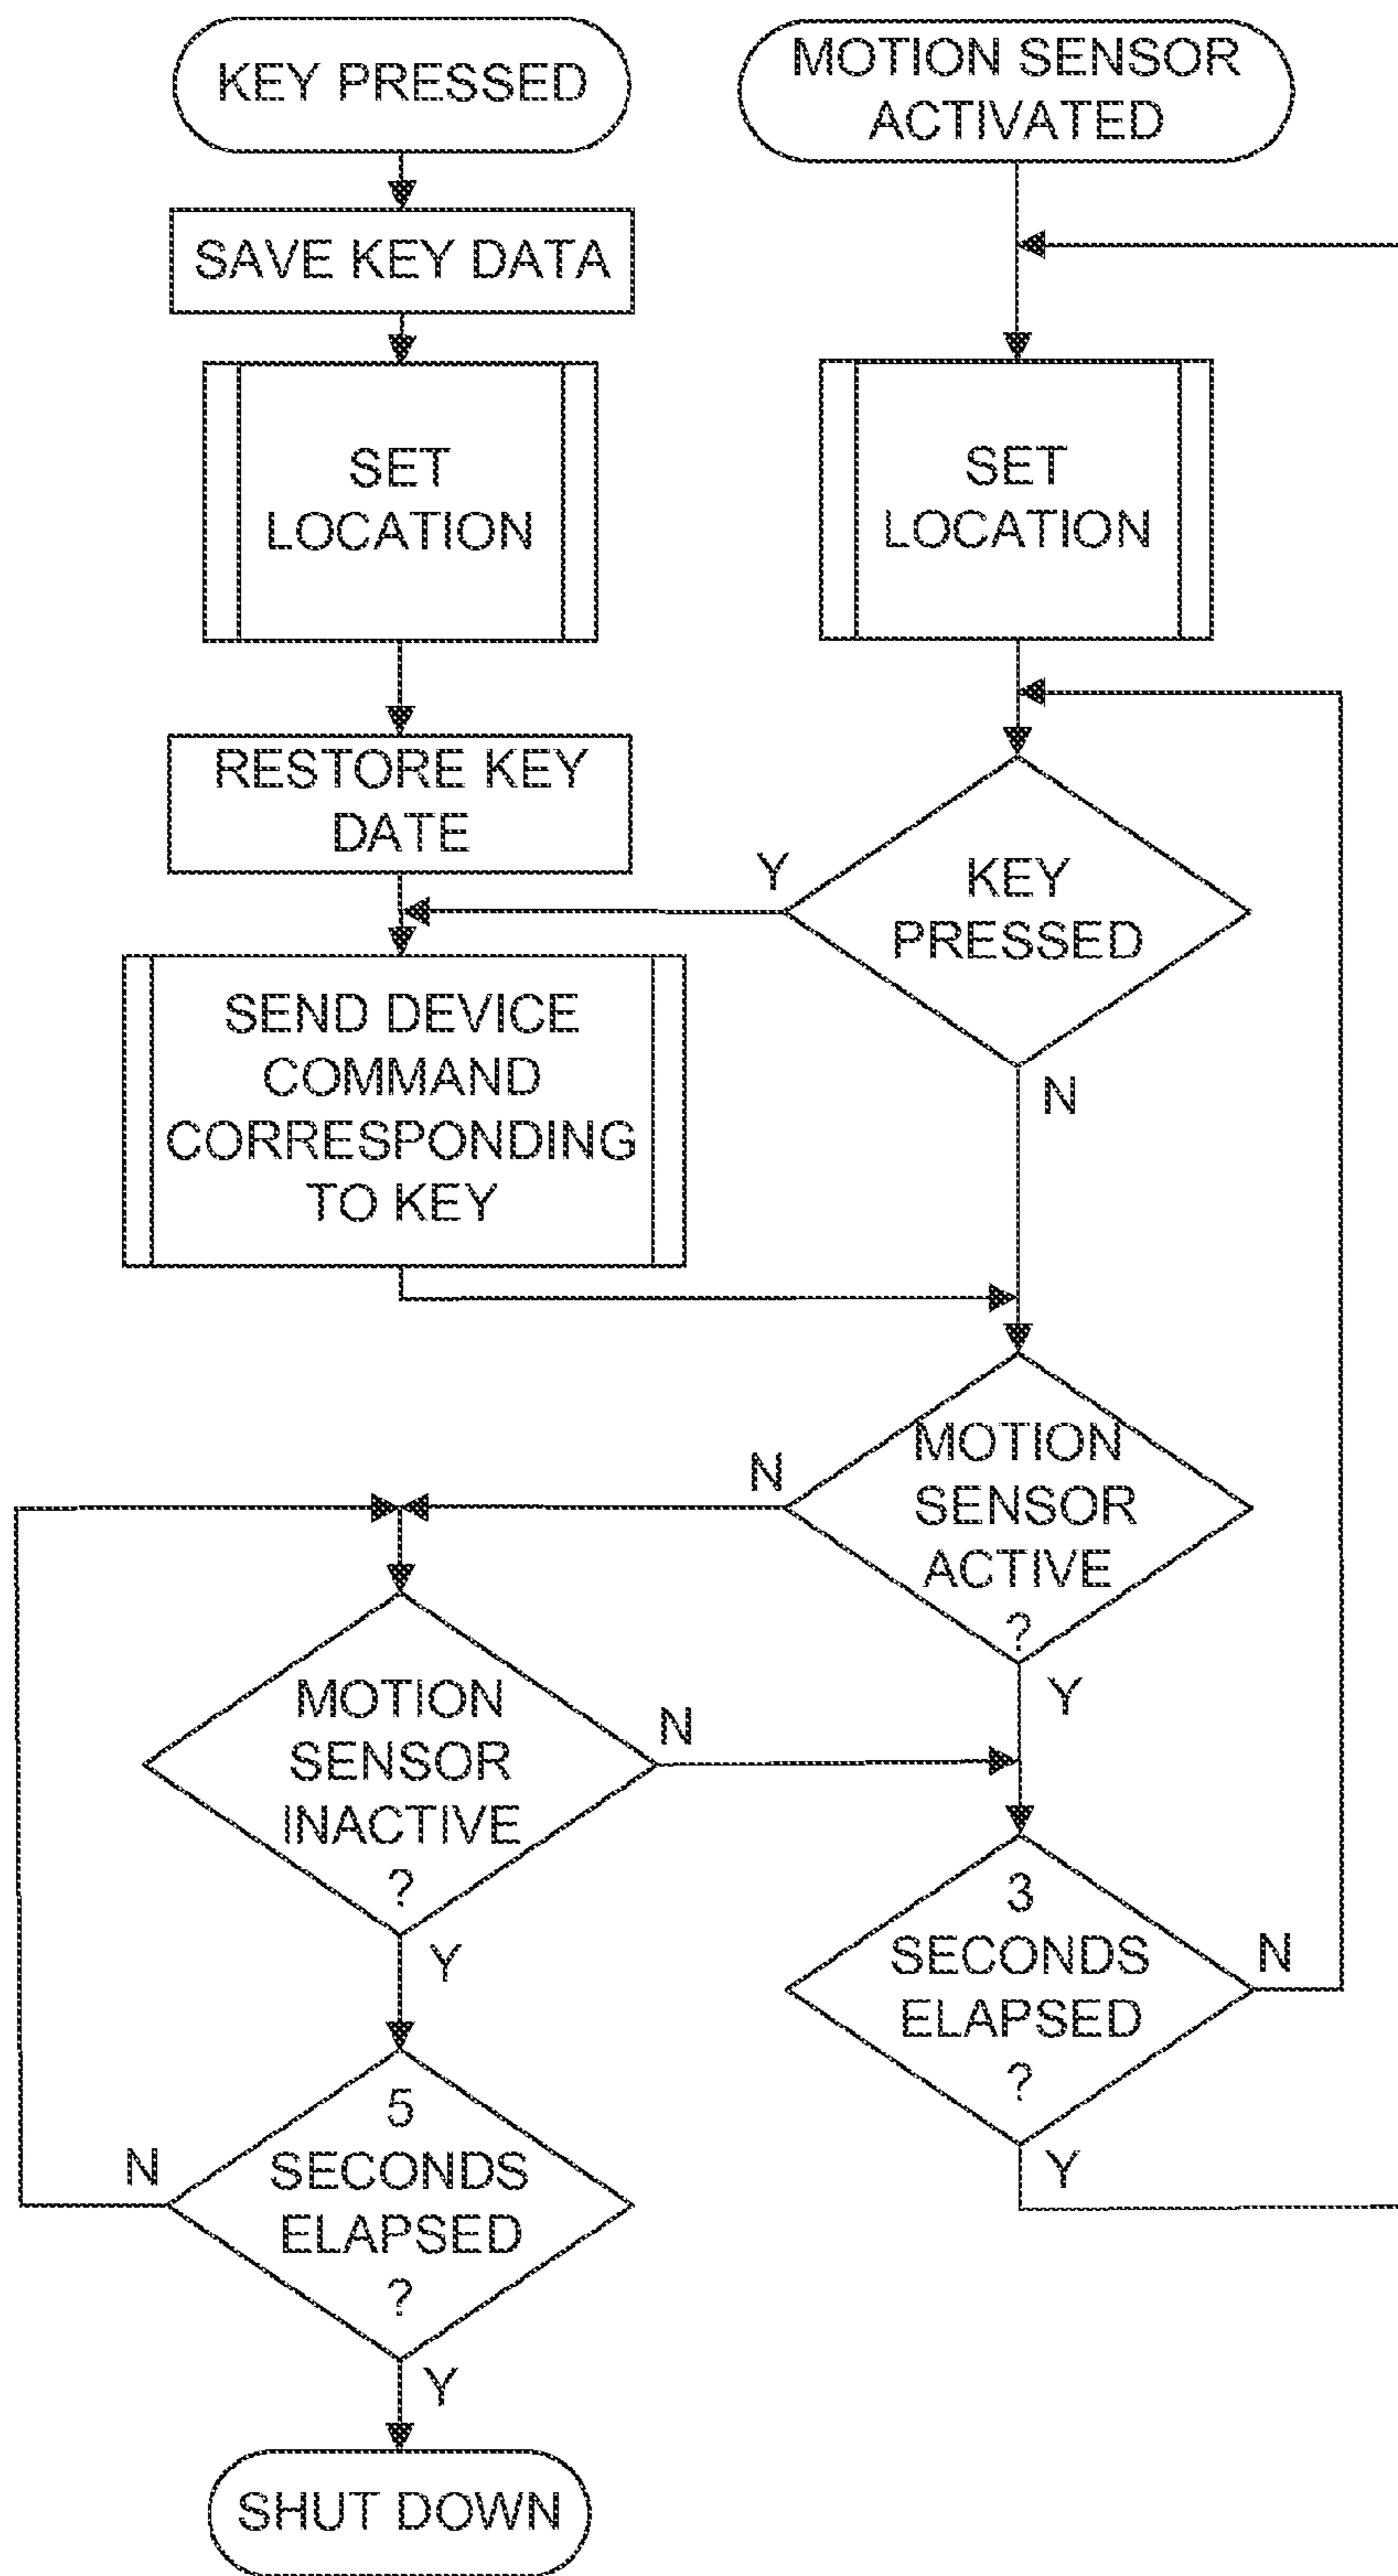 KEY PRESSED
SAVE KEY DATA
SET
LOCATION
RESTORE KEY
DATE
SEND DEVICE
COMMAND
CORRESPONDING
TO KEY
MOTION SENSOR
ACTIVATED
SET
LOCATION
KEY
PRESSED
Y
N
MOTION
SENSOR
ACTIVE
?
N
Y
MOTION
SENSOR
INACTIVE
?
N
Y
3
SECONDS
ELAPSED
?
N
Y
5
SECONDS
ELAPSED
?
N
Y
SHUT DOWN